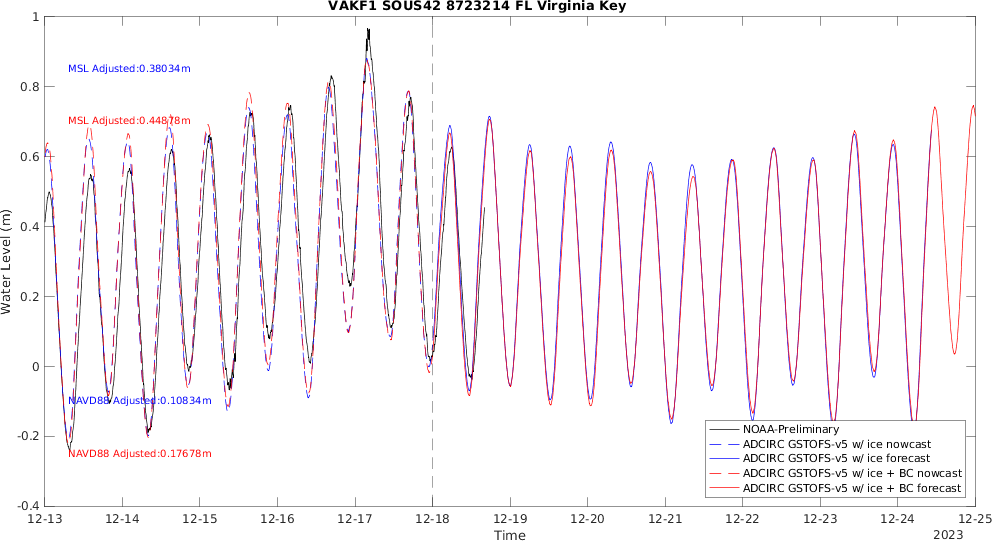 VAKF1 SOUS42 8723214 FL Virginia Key
1
0.8
0.6
0.4
0.2
0
-0.2
-0.4
Water Level (m)
MSL Adjusted:0.38034m
MSL Adjusted:0.44878m
NAVD88 Adjusted:0.10834m
NAVD88 Adjusted:0.17678m
NOAA-Preliminary
ADCIRC GSTOFS-v5 w/ ice nowcast
ADCIRC GSTOFS-v5 w/ ice forecast
ADCIRC GSTOFS-v5 w/ ice + BC nowcast
ADCIRC GSTOFS-v5 w/ ice + BC forecast
12-13 12-14 12-15 12-16 12-17 12-18 12-19 12-20 12-21 12-22 12-23 12-24 12-25
Time
2023